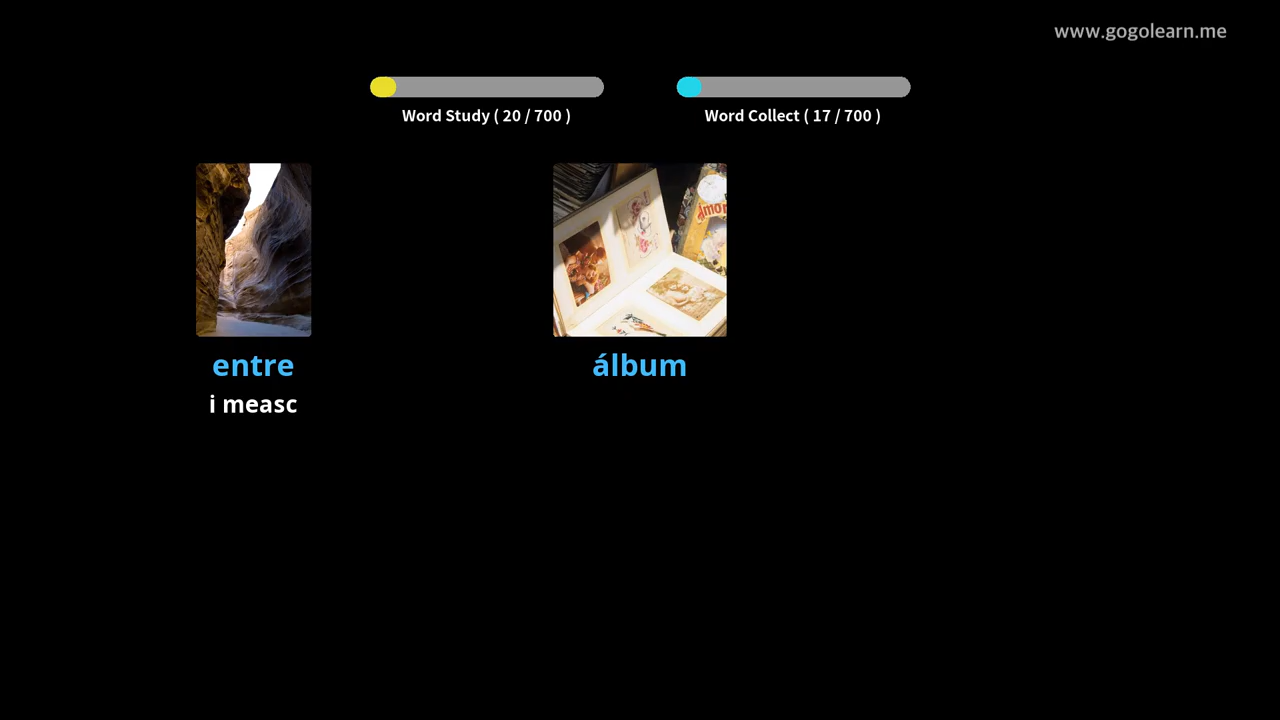 www.gogolearn.me
Word Study ( 20 / 700 )
Word Collect ( 17 / 700 )
entre
álbum
i measc